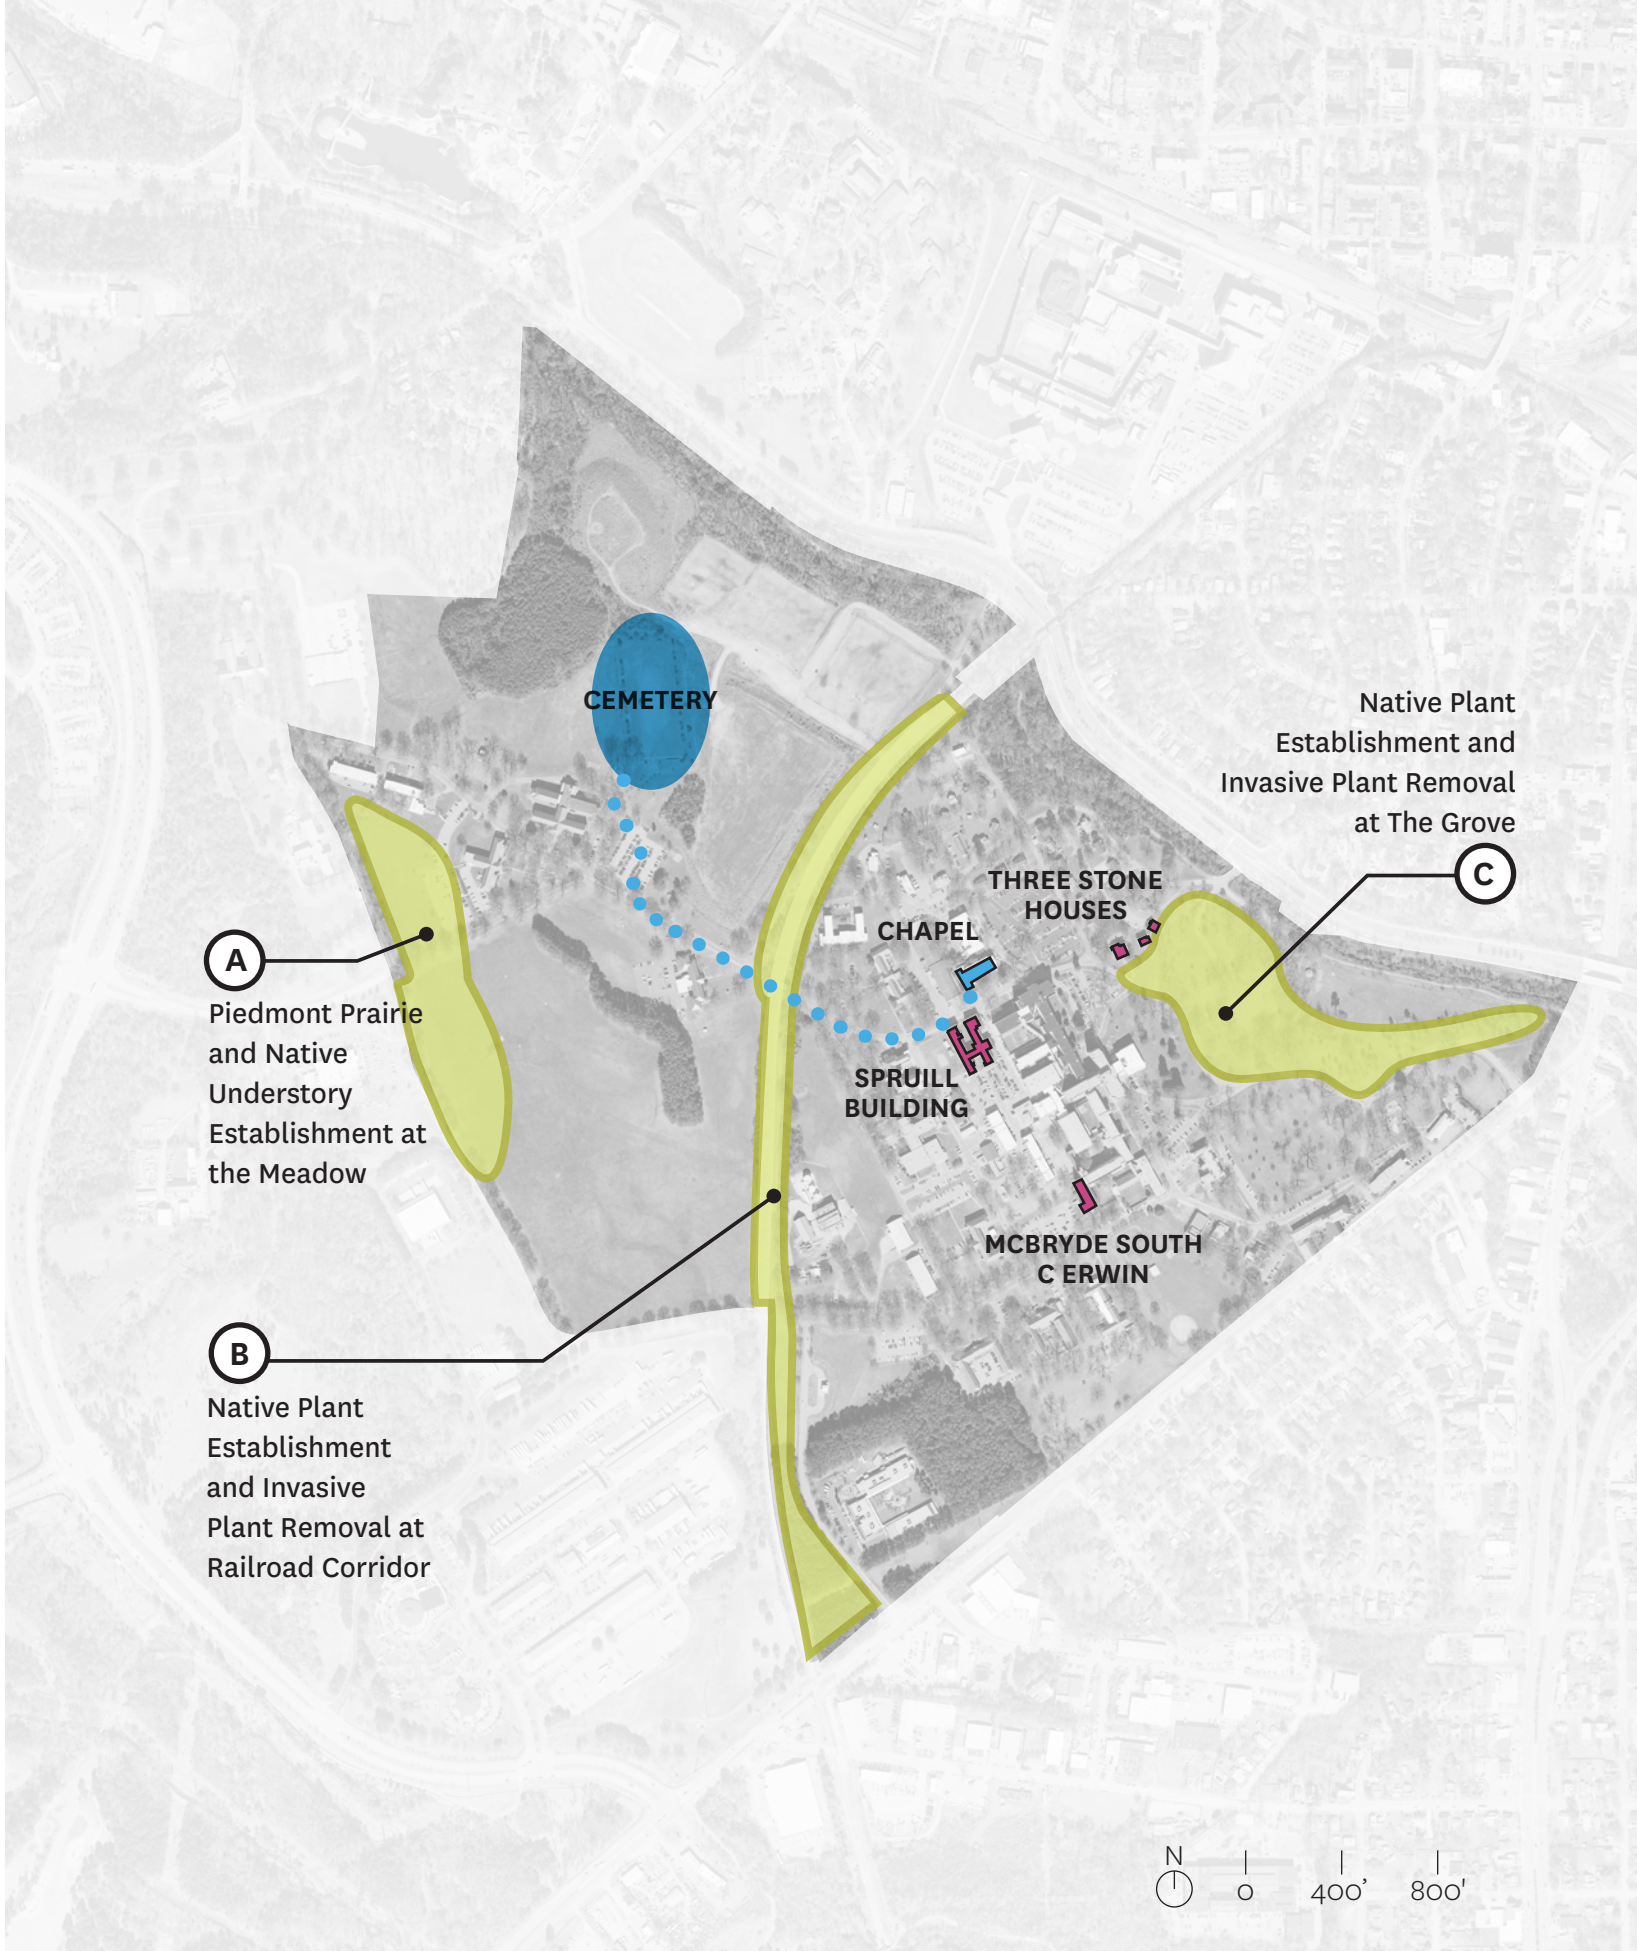 CEMETERY
Native Plant
Establishment and
Invasive Plant Removal
at The Grove
C
THREE STONE
HOUSES
CHAPEL
A
Piedmont Prairie
and Native
Understory
Establishment at
the Meadow
SPRUILL
BUILDING
MCBRYDE SOUTH
C ERWIN
B
Native Plant
Establishment
and Invasive
Plant Removal at
Railroad Corridor
N
0 400’ 800'